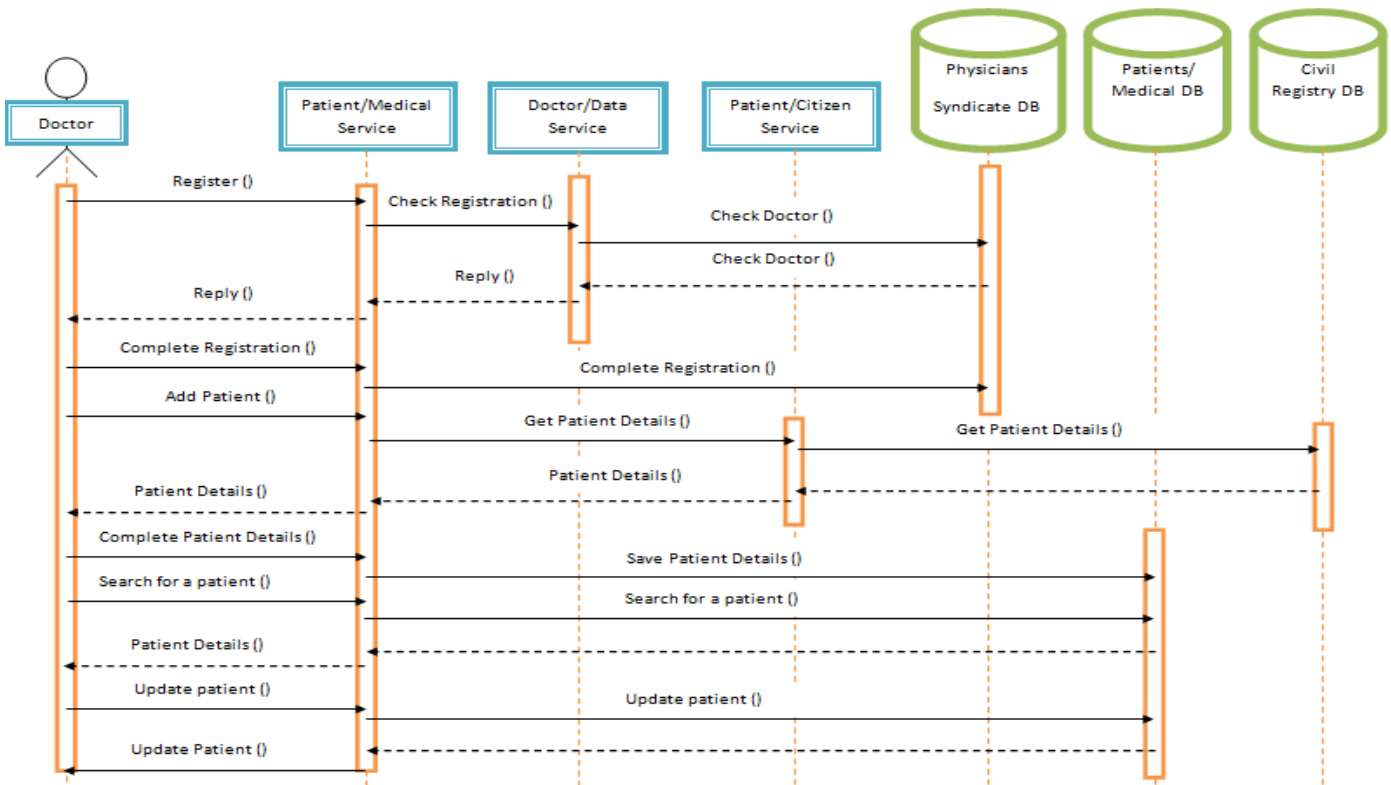 Physicians
Syndicate DB
Patients/
Medical DB
Civil
Registry DB
Doctor
Patient/Medical
Service
Doctor/Data
Service
Patient/Citizen
Service
Register ()
Check Registration ()
Check Doctor ()
Check Doctor ()
Reply ()
Reply ()
Complete Registration ()
Complete Registration ()
Add Patient ()
Get Patient Details ()
Get Patient Details ()
Patient Details ()
Patient Details ()
Complete Patient Details ()
Save Patient Details ()
Search for a patient ()
Search for a patient ()
Patient Details ()
Update patient ()
Update patient ()
Update Patient ()